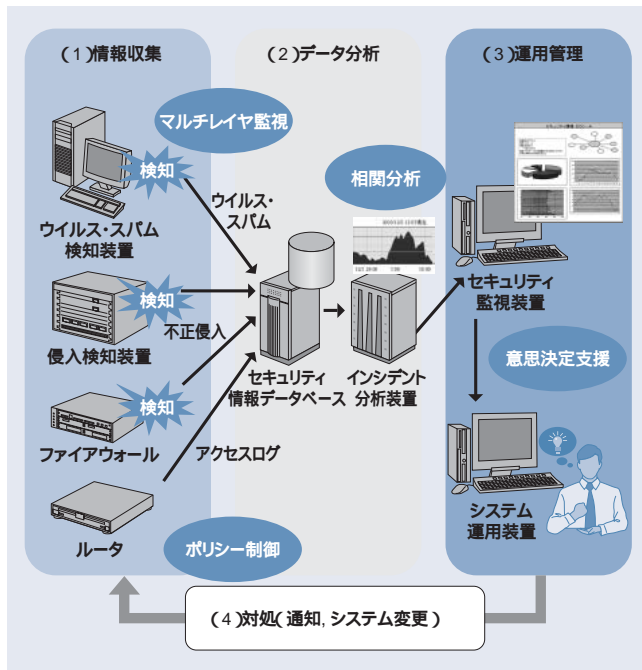 (1)情報収集
(2)データ分析
(3)運用管理
マルチレイヤ監視
検知
ウイルス・スパム
検知装置
ウイルス・
スパム
相関分析
セキュリティ
監視装置
検知
侵入検知装置
不正侵入
セキュリティ
情報データベース
インシデント
分析装置
意思決定支援
検知
ファイアウォール
アクセスログ
ルータ
ポリシー制御
システム
運用装置
(4)対処(通知,システム変更)